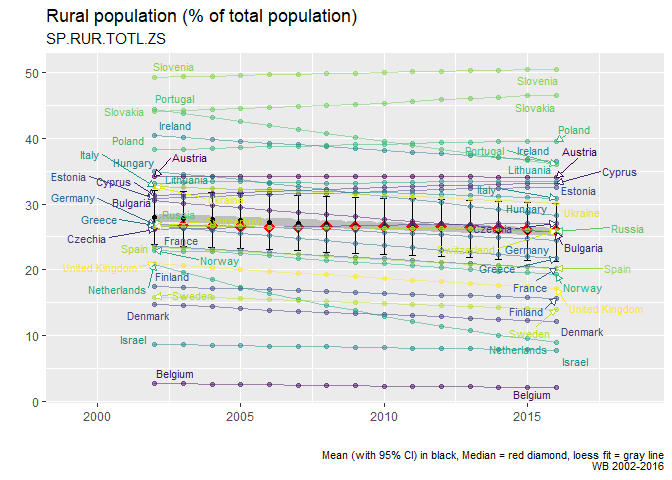 Rural population (% of total population)
SP.RUR.TOTL.ZS
50
40
30
20
10
0
Slovenia
Slovenia
Portugal
Slovakia
Slovakia
Ireland
Poland
Poland
Italy
Hungary
Austria
Portugal
Ireland
Austria
Estonia
Cyprus
Lithuania
Lithuania
Cyprus
Germany
Bulgaria
Ukraine
Italy
Estonia
Greece
Russia
Hungary
Ukraine
Czechia
France
Czechia
Russia
Spain
Norway
Switzerland
Germany
Bulgaria
United Kingdom
Finland
Greece
Spain
Netherlands
Sweden
France
Norway
Denmark
Finland
United Kingdom
Israel
Sweden
Denmark
Netherlands
Israel
Belgium
Belgium
2000
2005
2010
2015
Mean (with 95% CI) in black, Median = red diamond, loess fit = gray line
WB 2002-2016